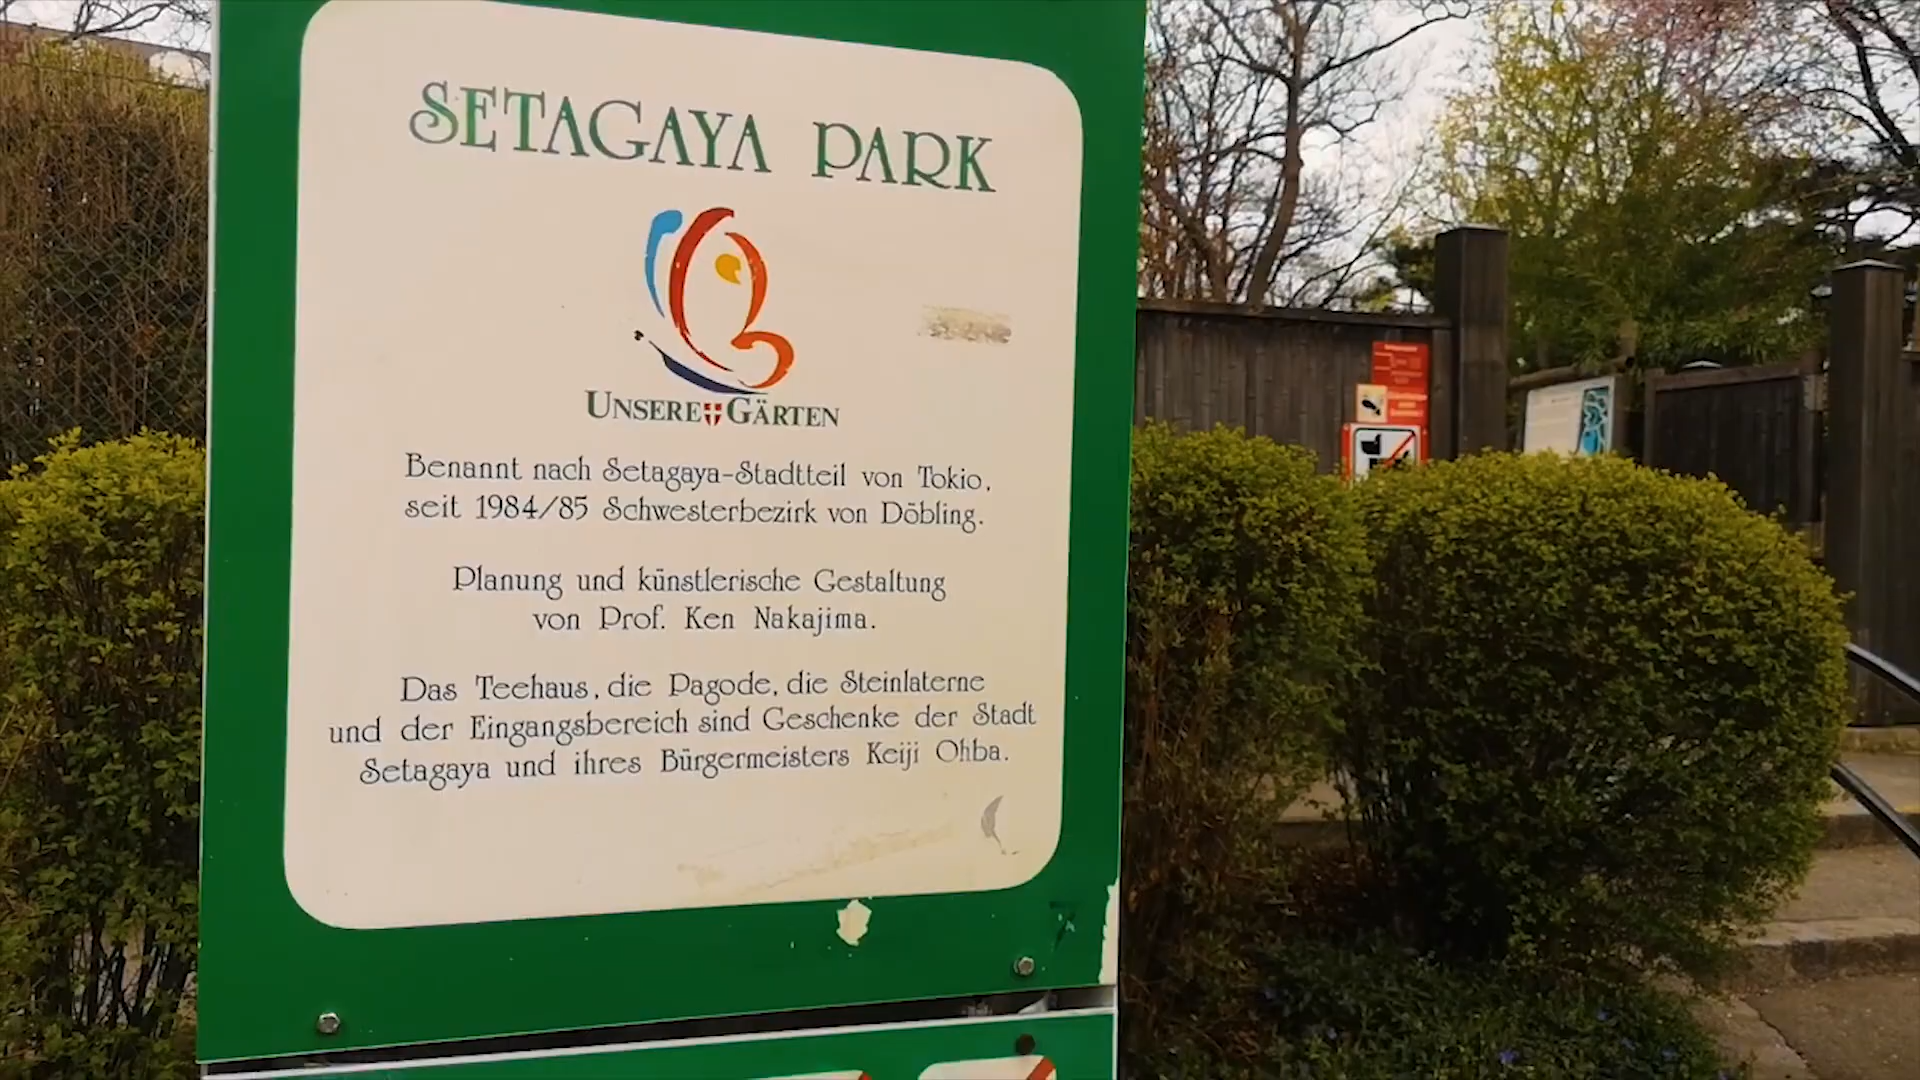 SETAGAYA PARK
UNSERE GÄRTEN
Benannt nach Setagaya-Stadtteil von Tokio,
seit 1984/85 Schwesterbezirk von Döbling.
Planung und künstlerische Gestaltung
von Prof. Ken Nakajima.
Das Teehaus, die Pagode, die Steinlaterne
und der Eingangsbereich sind Geschenke der Stadt
Setagaya und ihres Bürgermeisters Keiji Ohba.